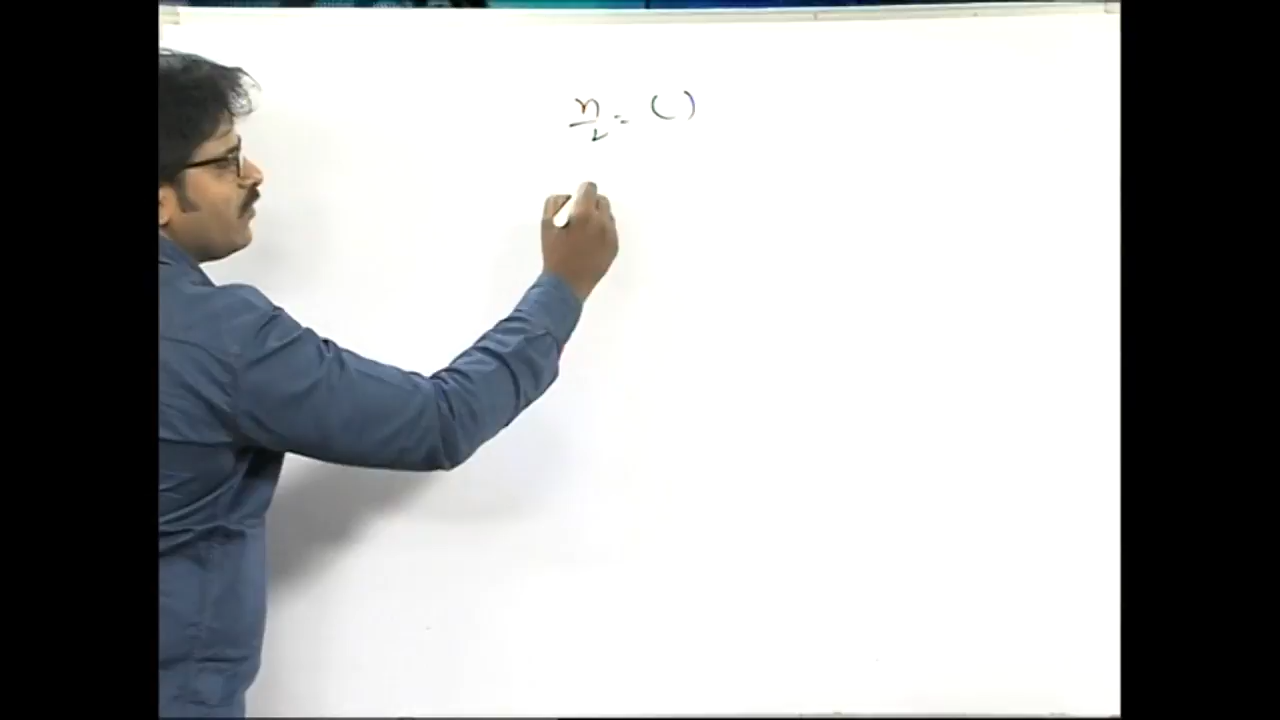 n/2 = ( )